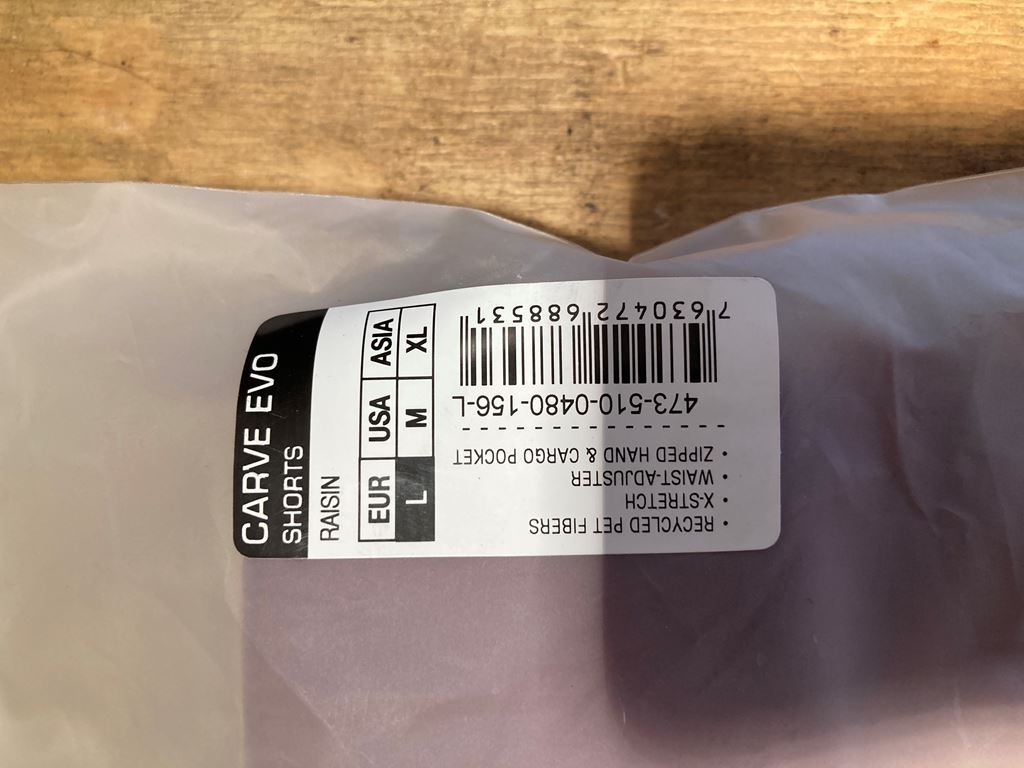 CARVE EVO
SHORTS
RAISIN
EUR USA ASIA
L M XL
• RECYCLED PET FIBERS
• X-STRETCH
• WAIST-ADJUSTER
• ZIPPED HAND & CARGO POCKET
473-510-0480-156-L
7 630472 688531